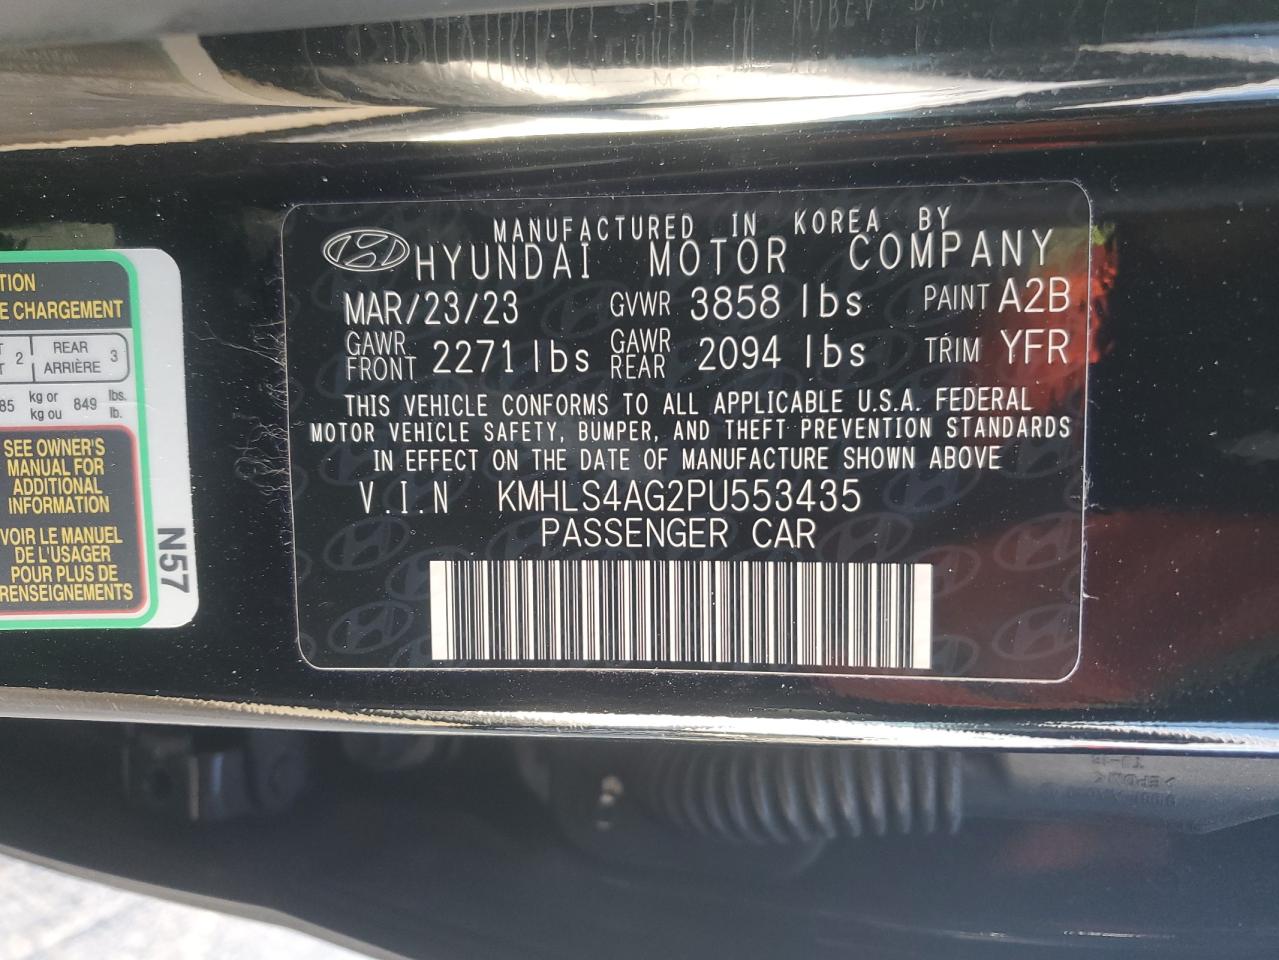 TION
E CHARGEMENT
2 | REAR ARRIÈRE 3
85 kg or kg ou 849 lbs. lb.
SEE OWNER'S
MANUAL FOR
ADDITIONAL
INFORMATION
VOIR LE MANUEL
DE L'USAGER
POUR PLUS DE
RENSEIGNEMENTS
N57
MANUFACTURED IN KOREA BY
HYUNDAI MOTOR COMPANY
MAR/23/23 GVWR 3858 lbs PAINT A2B
GAWR FRONT 2271 lbs GAWR REAR 2094 lbs TRIM YFR
THIS VEHICLE CONFORMS TO ALL APPLICABLE U.S.A. FEDERAL
MOTOR VEHICLE SAFETY, BUMPER, AND THEFT PREVENTION STANDARDS
IN EFFECT ON THE DATE OF MANUFACTURE SHOWN ABOVE
V.I.N KMHLS4AG2PU553435
PASSENGER CAR
>EPDM<